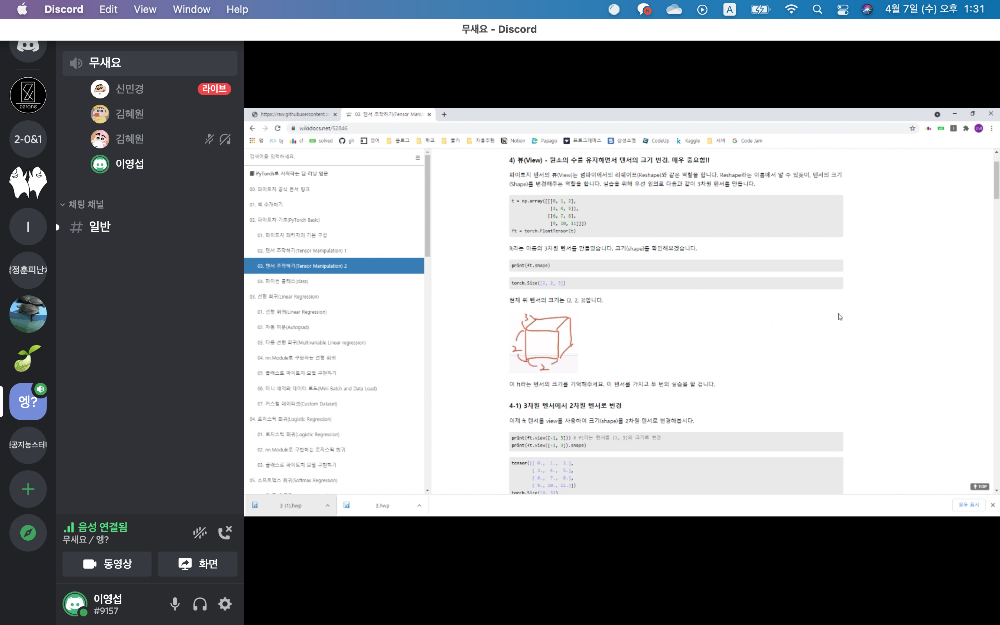 Discord Edit View Window Help
A
4월 7일 (수) 오후 1:31
무새요 - Discord
zerone
2-0&1
I
정훈피난
엥?
공지능스터
무새요
신민경 라이브
김혜원
김혜원
이영섭
채팅 채널
# 일반
음성 연결됨
무새요 / 엥?
동영상 화면
이영섭
#9157
https://raw.githubusercontent.cc
03. 텐서 조작하기(Tensor Manip
wikidocs.net/52846
앱 bj cf solved gh 영어 블로그 학교 자율주행 Notion Papago 프로그래머스 삼성소멤 CodeUp Kaggle 서버 Code Jam
검색어를 입력하세요.
PyTorch로 시작하는 딥 러닝 입문
00. 파이토치 공식 문서 링크
01. 책 소개하기
02. 파이토치 기초(PyTorch Basic)
01. 파이토치 패키지의 기본 구성
02. 텐서 조작하기(Tensor Manipulation) 1
03. 텐서 조작하기(Tensor Manipulation) 2
04. 파이썬 클래스(class)
03. 선형 회귀(Linear Regression)
01. 선형 회귀(Linear Regression)
02. 자동 미분(Autograd)
03. 다중 선형 회귀(Multivariable Linear regression)
04. nn.Module로 구현하는 선형 회귀
05. 클래스로 파이토치 모델 구현하기
06. 미니 배치와 데이터 로드(Mini Batch and Data Load)
07. 커스텀 데이터셋(Custom Dataset)
04. 로지스틱 회귀(Logistic Regression)
01. 로지스틱 회귀(Logistic Regression)
02. nn.Module로 구현하는 로지스틱 회귀
03. 클래스로 파이토치 모델 구현하기
05. 소프트맥스 회귀(Softmax Regression)
4) 뷰(View) - 원소의 수를 유지하면서 텐서의 크기 변경. 매우 중요함!!
파이토치 텐서의 뷰(View)는 넘파이에서의 리쉐이프(Reshape)와 같은 역할을 합니다. Reshape라는 이름에서 알 수 있듯이, 텐서의 크기
(Shape)를 변경해주는 역할을 합니다. 실습을 위해 우선 임의로 다음과 같이 3차원 텐서를 만듭니다.
t = np.array([[[0, 1, 2],
[3, 4, 5]],
[[6, 7, 8],
[9, 10, 11]]])
ft = torch.FloatTensor(t)
ft라는 이름의 3차원 텐서를 만들었습니다. 크기(shape)를 확인해보겠습니다.
print(ft.shape)
torch.Size([2, 2, 3])
현재 위 텐서의 크기는 (2, 2, 3)입니다.
3
2
2
이 ft라는 텐서의 크기를 기억해주세요. 이 텐서를 가지고 두 번의 실습을 할 겁니다.
4-1) 3차원 텐서에서 2차원 텐서로 변경
이제 ft 텐서를 view를 사용하여 크기(shape)를 2차원 텐서로 변경해봅시다.
print(ft.view([-1, 3])) # ft라는 텐서를 (?, 3)의 크기로 변경
print(ft.view([-1, 3]).shape)
tensor([[ 0., 1., 2.],
[ 3., 4., 5.],
[ 6., 7., 8.],
[ 9., 10., 11.]])
torch.Size([4, 3])
TOP
3 (1).hwp
3.hwp
모두 표시